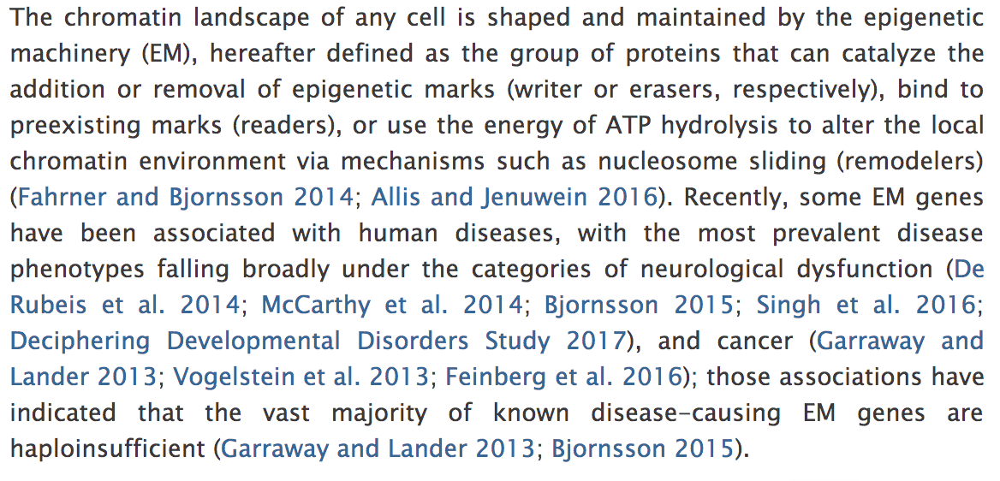 The chromatin landscape of any cell is shaped and maintained by the epigenetic
machinery (EM), hereafter defined as the group of proteins that can catalyze the
addition or removal of epigenetic marks (writer or erasers, respectively), bind to
preexisting marks (readers), or use the energy of ATP hydrolysis to alter the local
chromatin environment via mechanisms such as nucleosome sliding (remodelers)
(Fahrner and Bjornsson 2014; Allis and Jenuwein 2016). Recently, some EM genes
have been associated with human diseases, with the most prevalent disease
phenotypes falling broadly under the categories of neurological dysfunction (De
Rubeis et al. 2014; McCarthy et al. 2014; Bjornsson 2015; Singh et al. 2016;
Deciphering Developmental Disorders Study 2017), and cancer (Garraway and
Lander 2013; Vogelstein et al. 2013; Feinberg et al. 2016); those associations have
indicated that the vast majority of known disease-causing EM genes are
haploinsufficient (Garraway and Lander 2013; Bjornsson 2015).